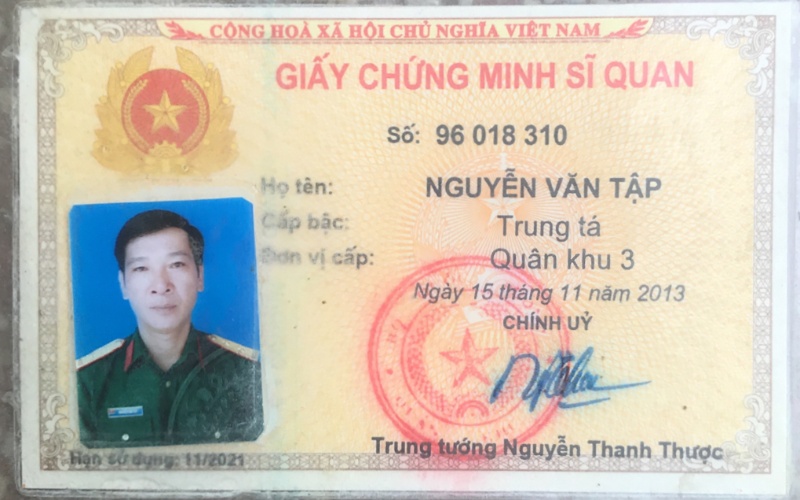 CỘNG HOÀ XÃ HỘI CHỦ NGHĨA VIỆT NAM
GIẤY CHỨNG MINH SĨ QUAN
Số: 96 018 310
Họ tên: NGUYỄN VĂN TẬP
Cấp bậc: Trung tá
Đơn vị cấp: Quân khu 3
Ngày 15 tháng 11 năm 2013
CHÍNH UỶ
Trung tướng Nguyễn Thanh Thược
Hạn sử dụng: 11/2021